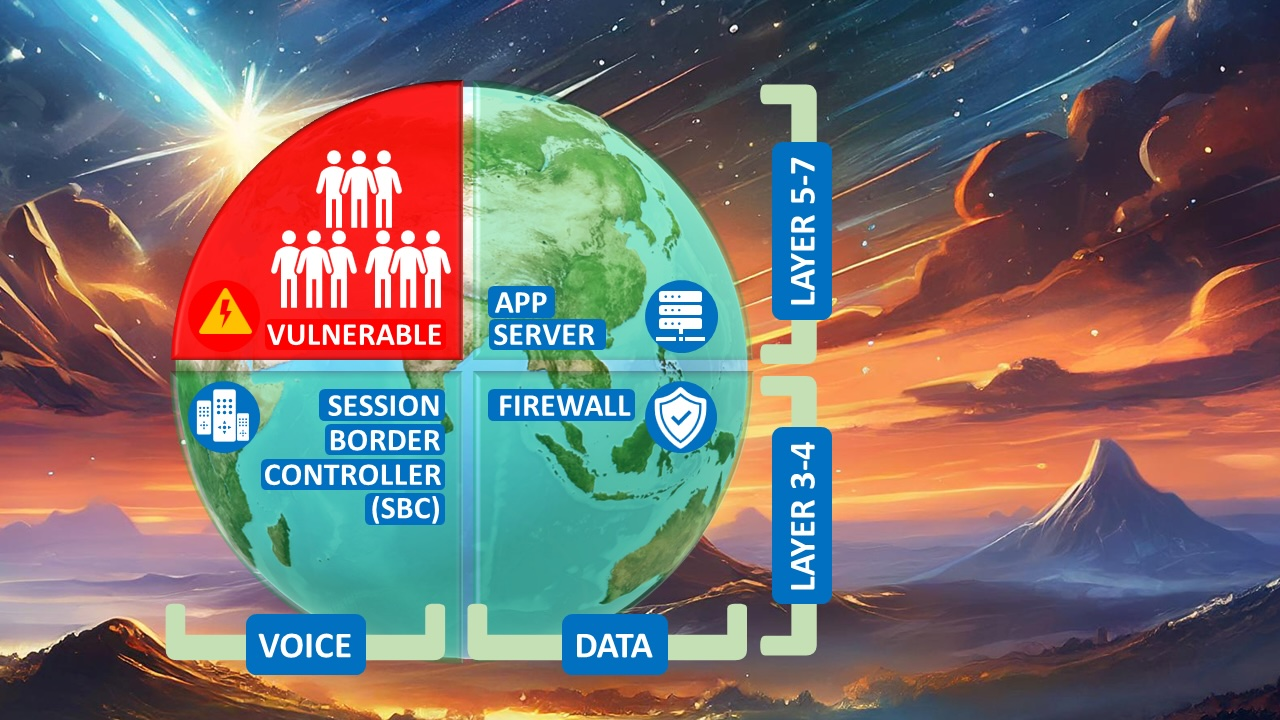 VULNERABLE
APP
SERVER
SESSION
BORDER
CONTROLLER
(SBC)
FIREWALL
LAYER 5-7
LAYER 3-4
VOICE
DATA